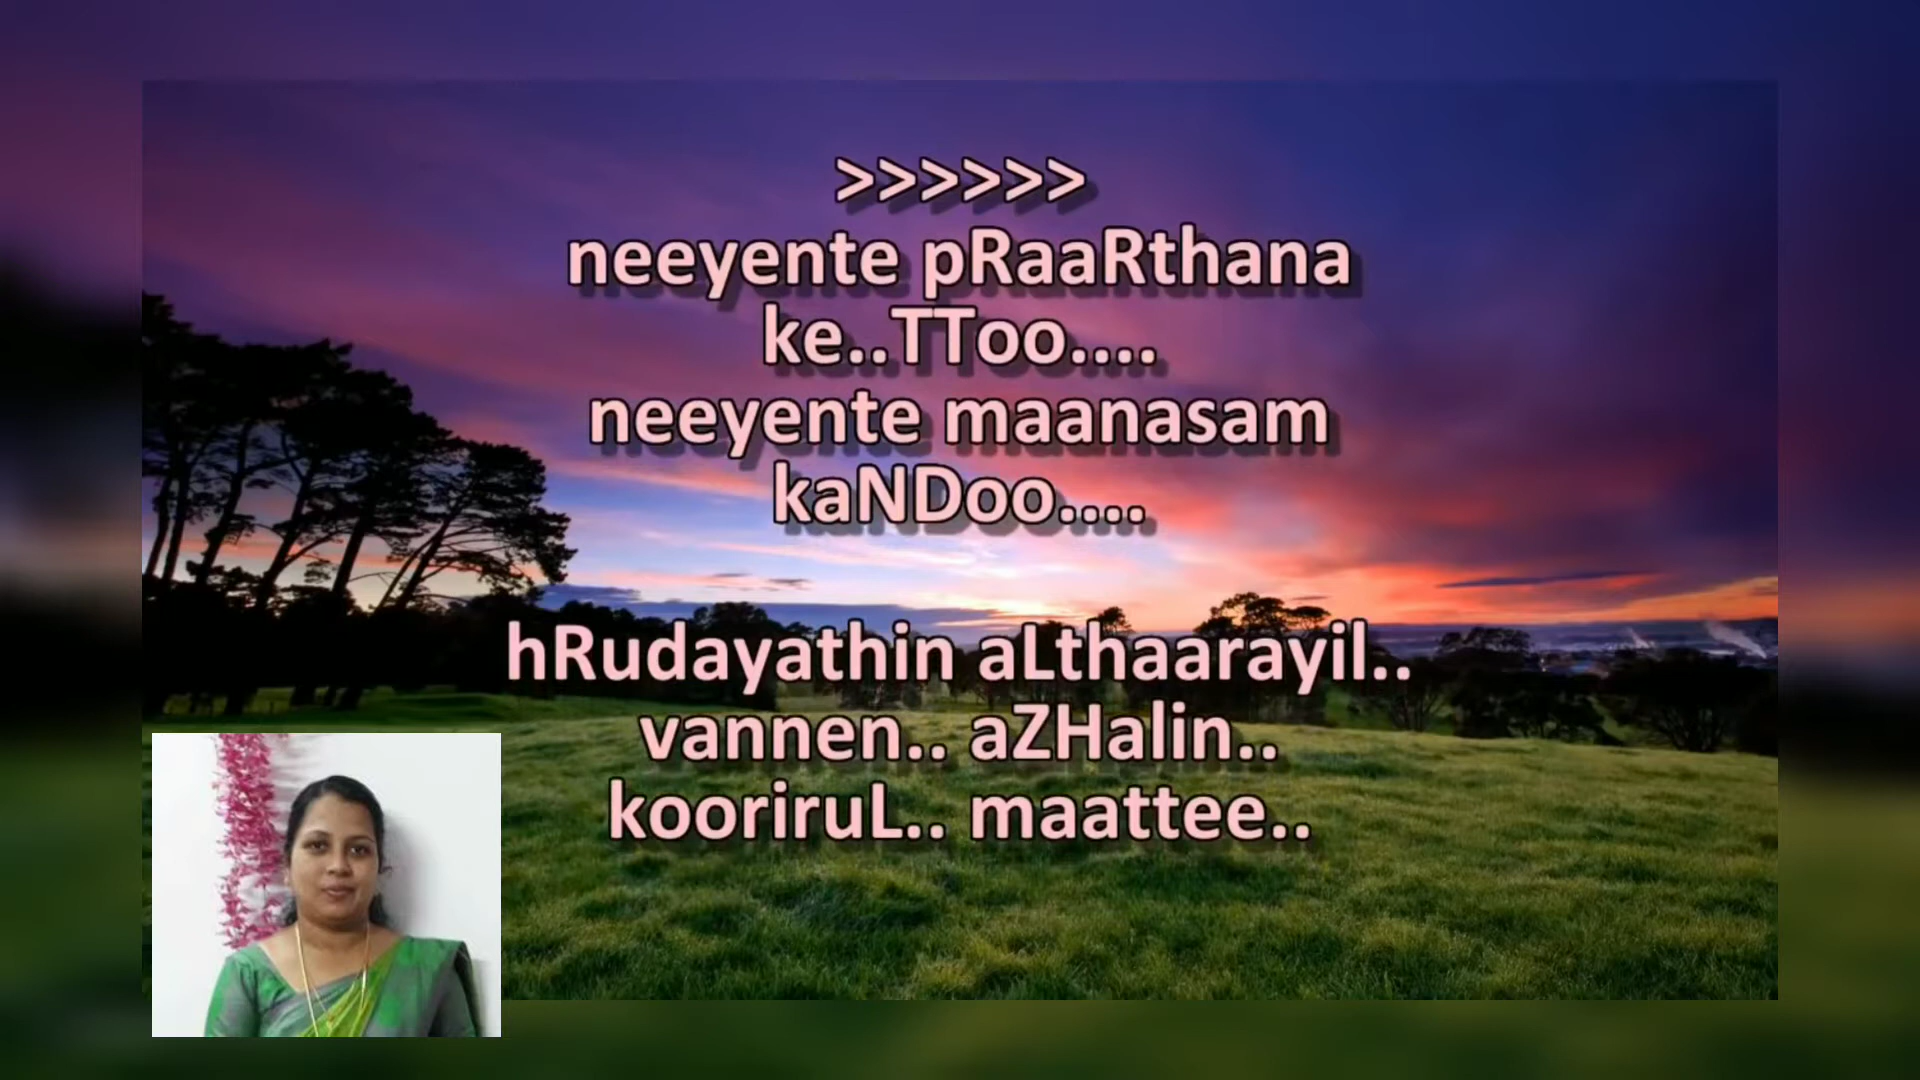 >>>>>>
neeyente pRaaRthana
ke..TToo....
neeyente maanasam
kaNDoo....
hRudayathin aLthaarayil..
vannen.. aZHalin..
kooriruL.. maattee..